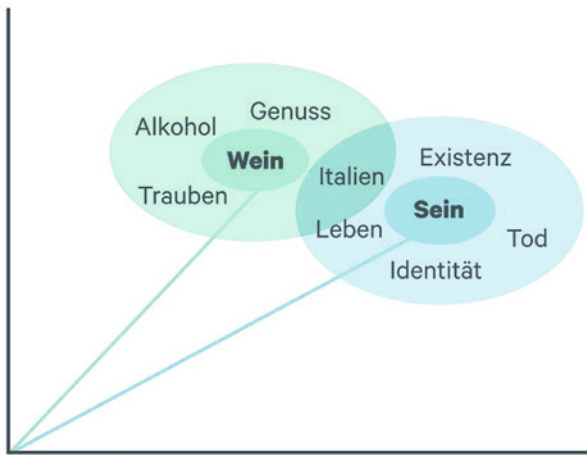 Alkohol
Genuss
Wein
Trauben
Italien
Leben
Existenz
Sein
Tod
Identität